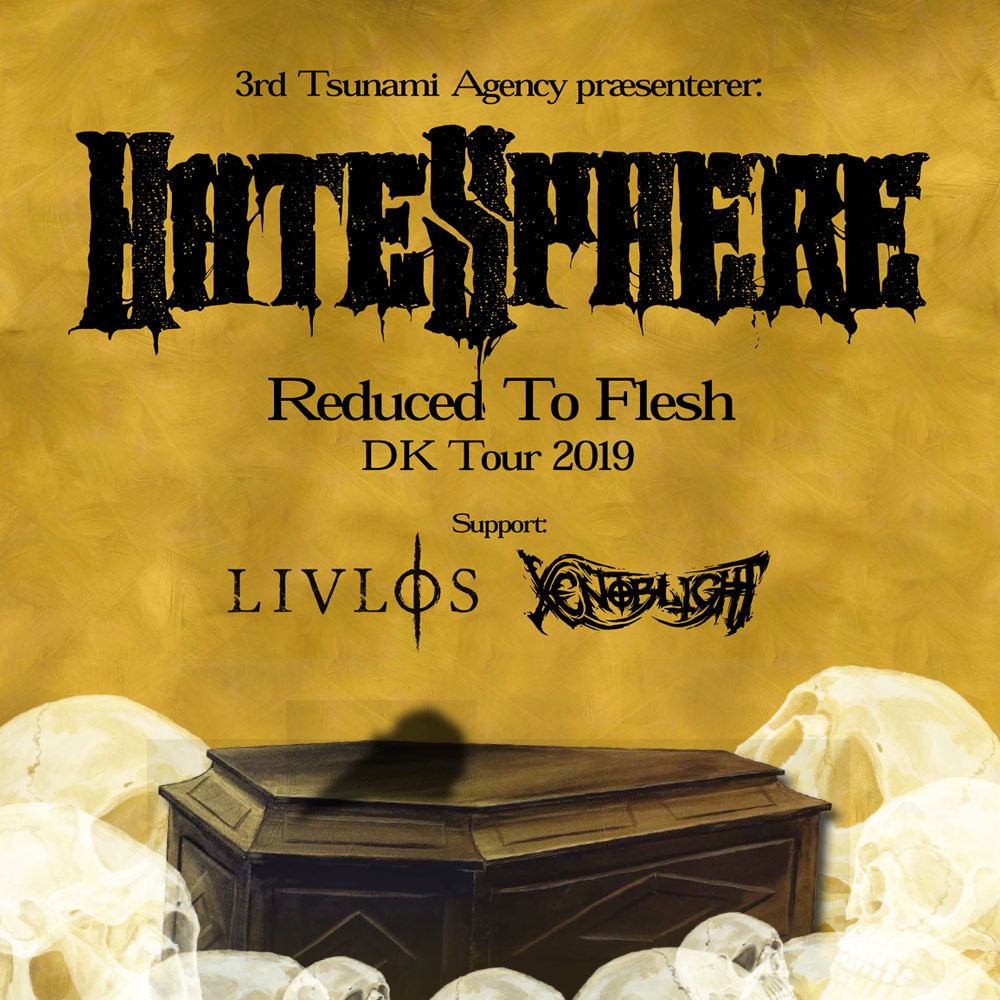 3rd Tsunami Agency præsenterer:
HATESPHERE
Reduced To Flesh
DK Tour 2019
Support:
LIVLØS XENOBLIGHT